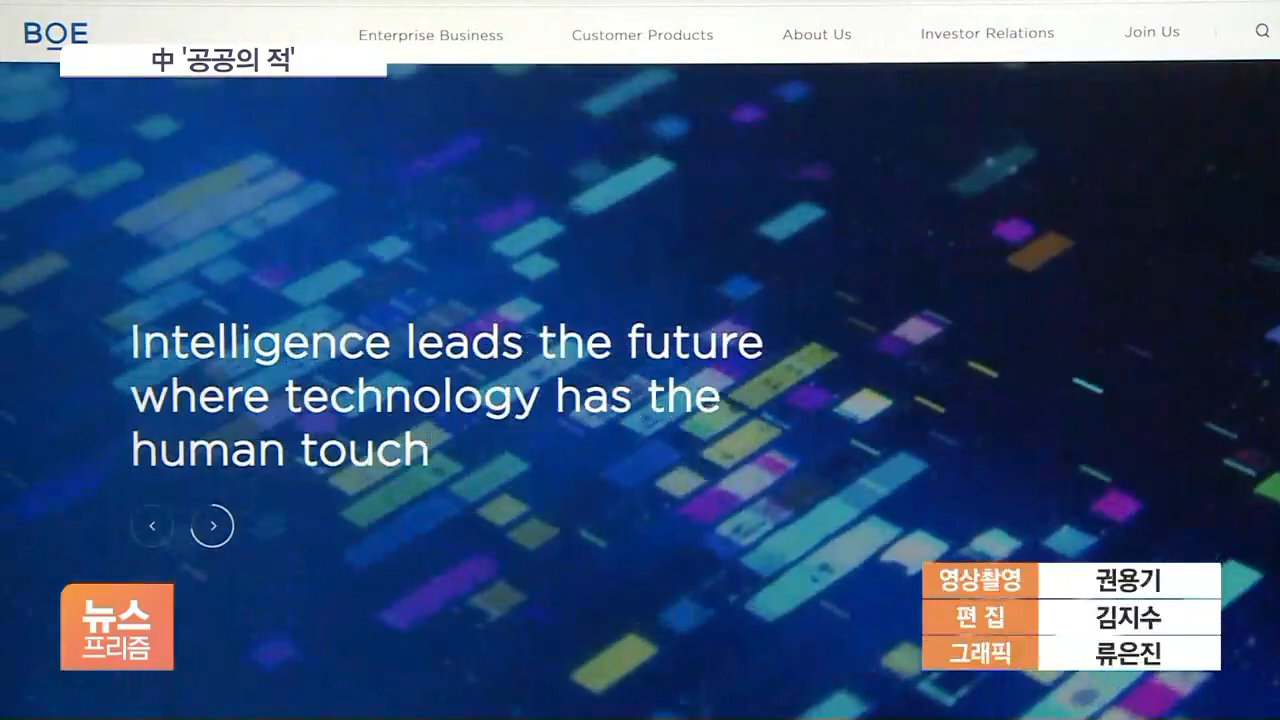 BOE
Enterprise Business
Customer Products
About Us
Investor Relations
Join Us
中 '공공의 적'
Intelligence leads the future
where technology has the
human touch
뉴스
프리즘
영상촬영 권용기
편 집 김지수
그래픽 류은진